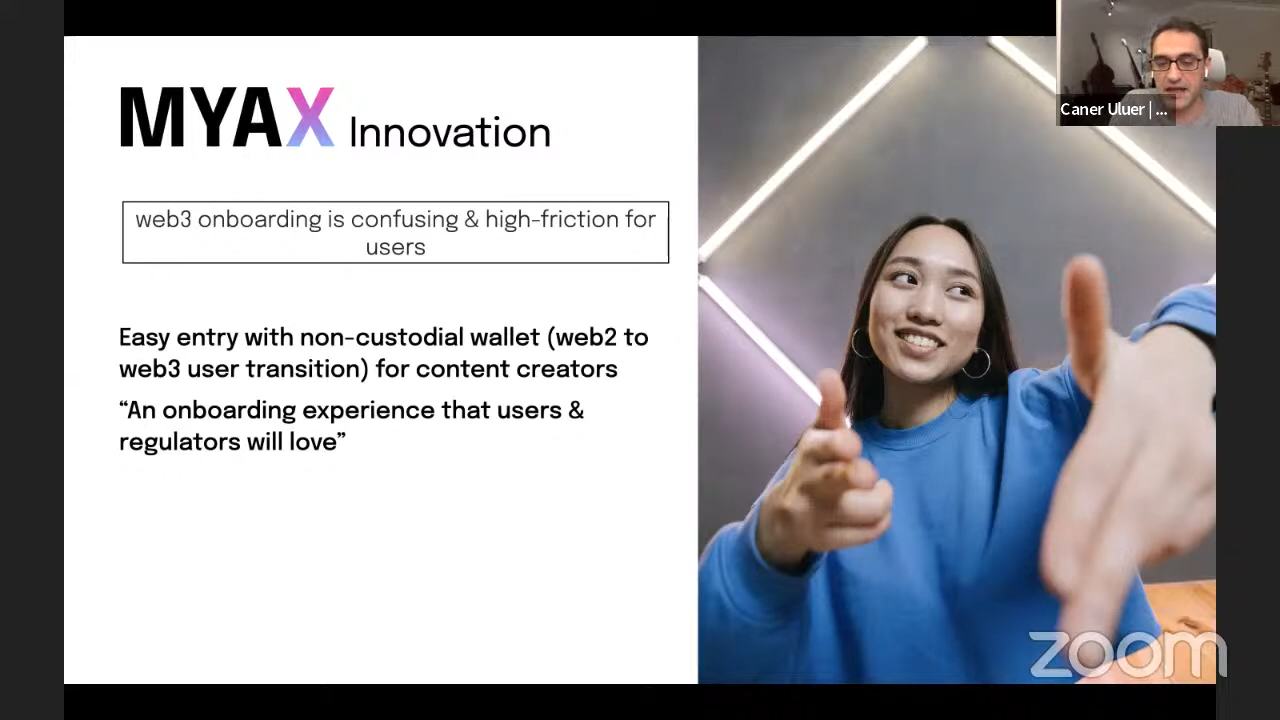 MYAX Innovation
web3 onboarding is confusing & high-friction for
users
Easy entry with non-custodial wallet (web2 to
web3 user transition) for content creators
“An onboarding experience that users &
regulators will love”
Caner Uluer | ...
zoom